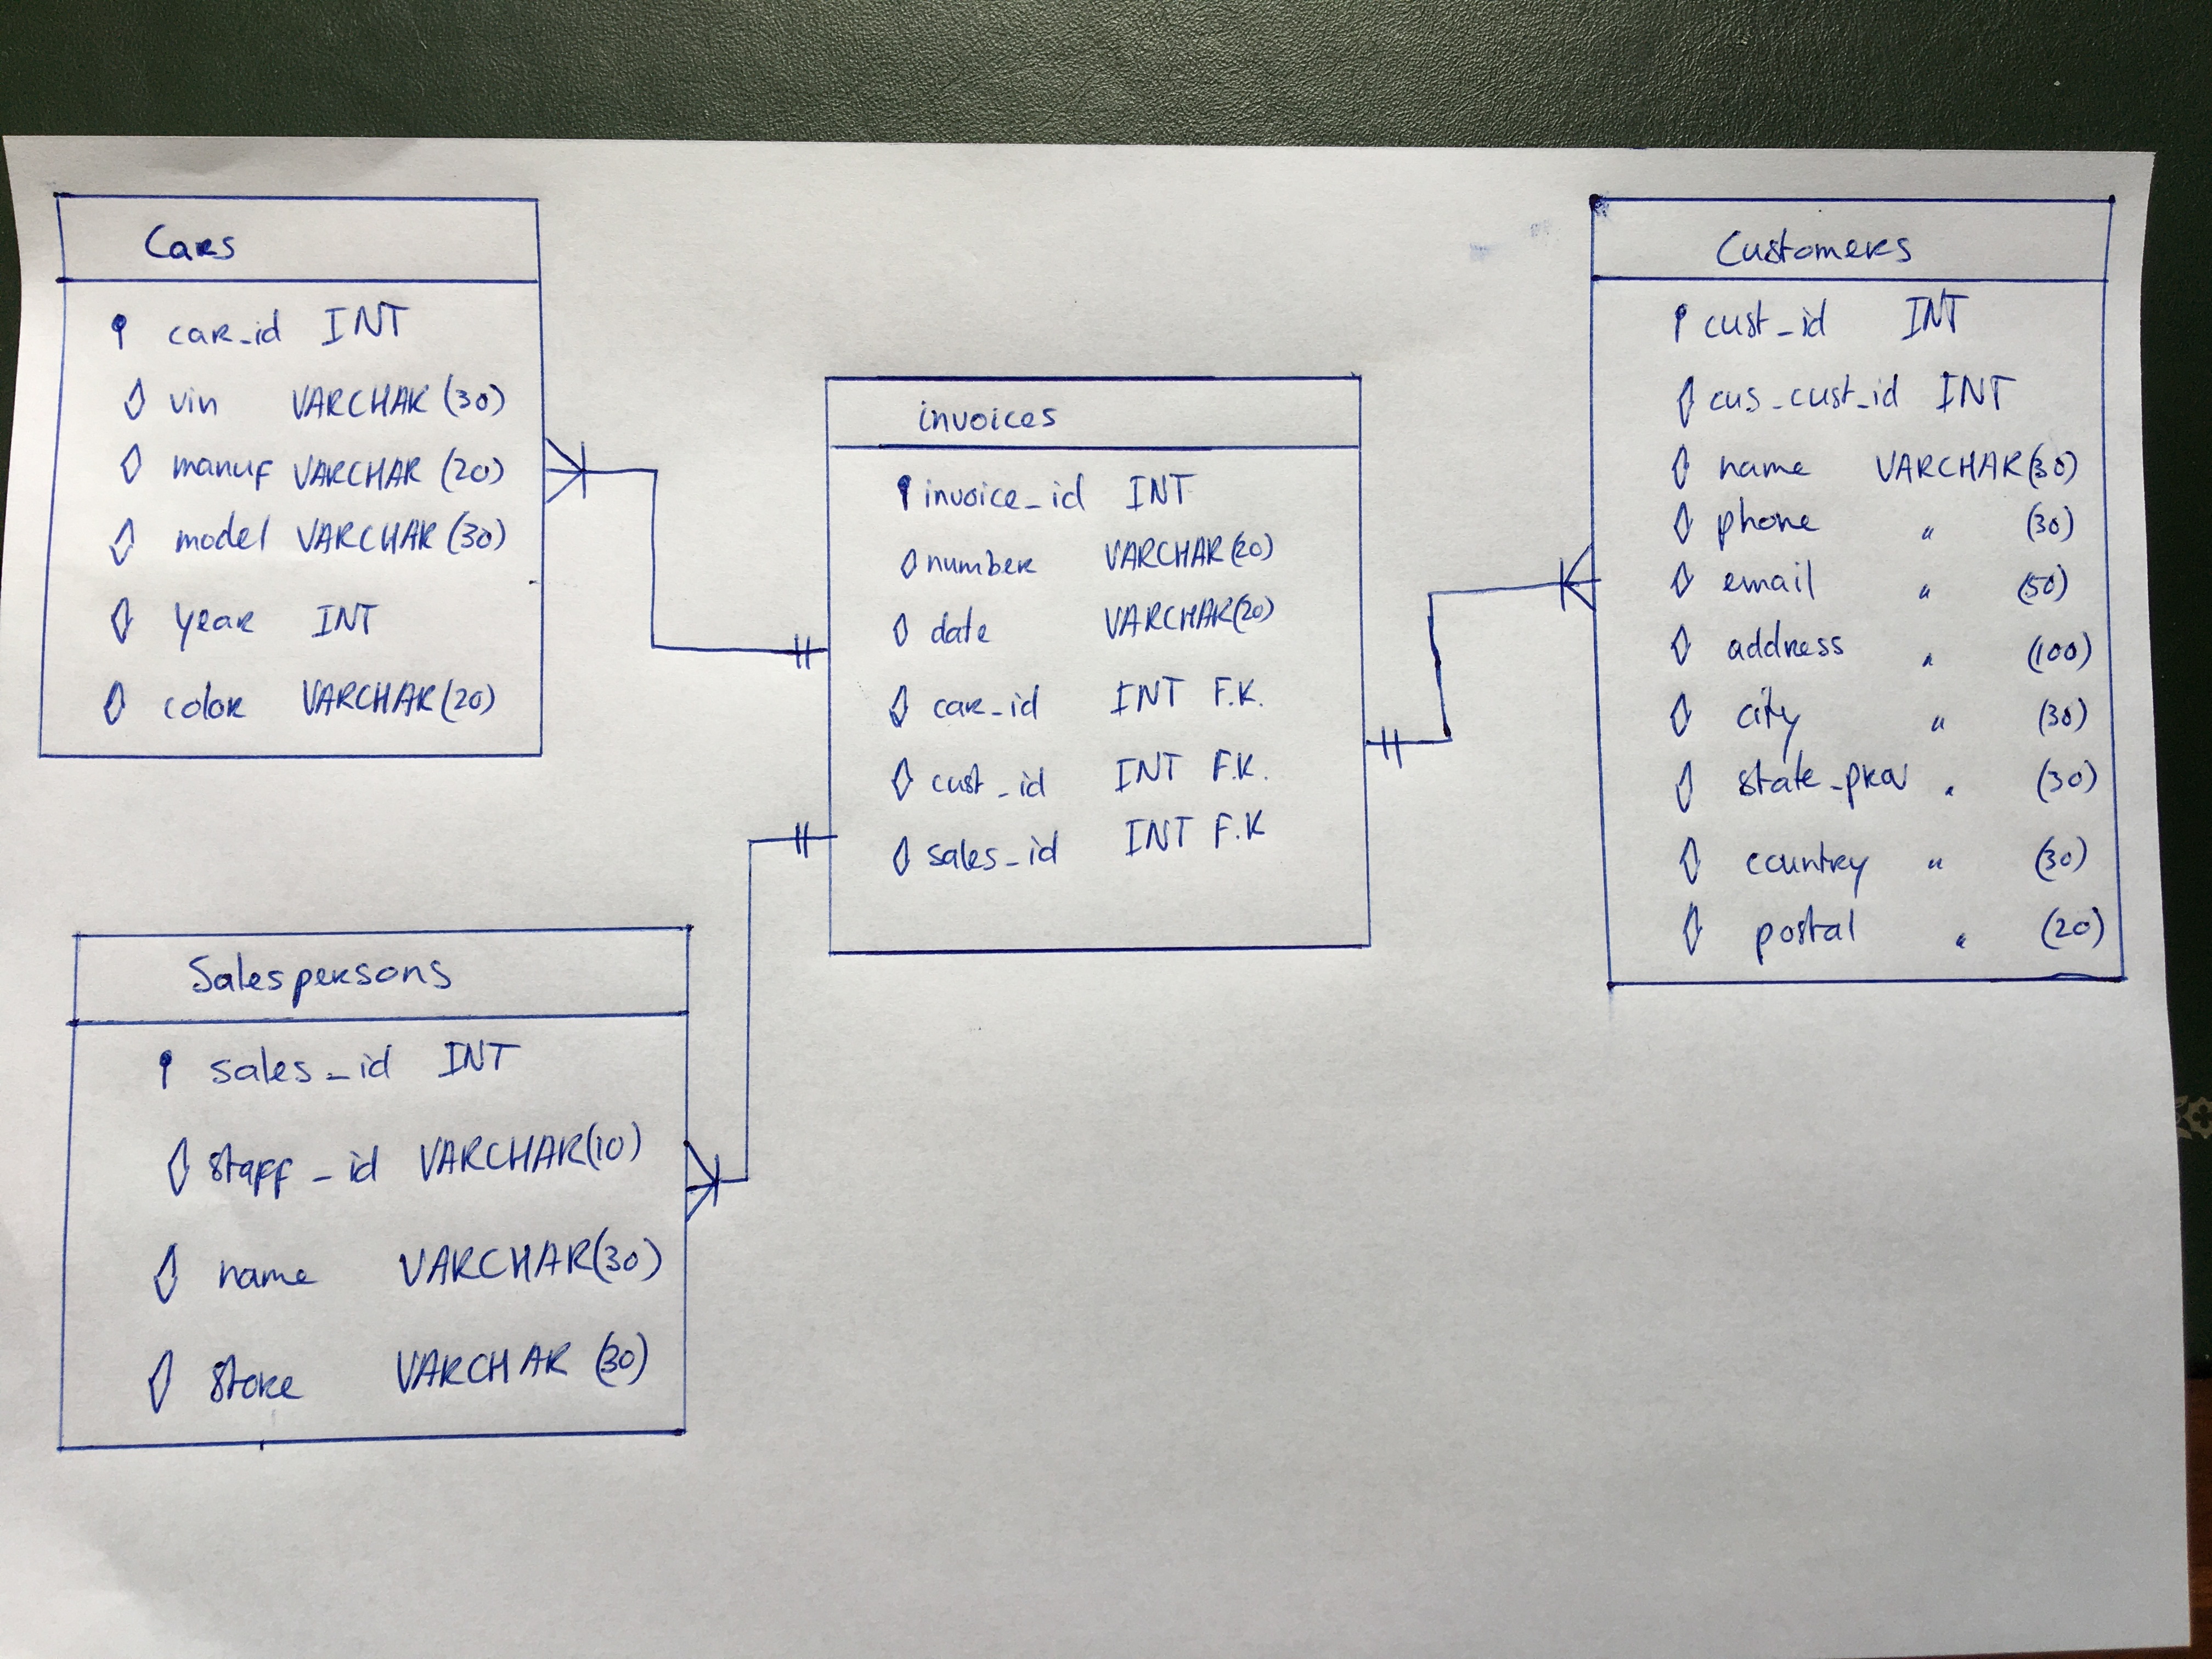 Cars
car_id INT
vin VARCHAR(30)
manuf VARCHAR(20)
model VARCHAR(30)
year INT
color VARCHAR(20)
Salespersons
sales_id INT
staff_id VARCHAR(10)
name VARCHAR(30)
store VARCHAR(30)
invoices
invoice_id INT
number VARCHAR(20)
date VARCHAR(20)
car_id INT F.K.
cust_id INT F.K.
sales_id INT F.K
Customers
cust_id INT
cus_cust_id INT
name VARCHAR(30)
phone " (30)
email " (50)
address " (100)
city " (30)
state_prov " (30)
country " (30)
postal " (20)